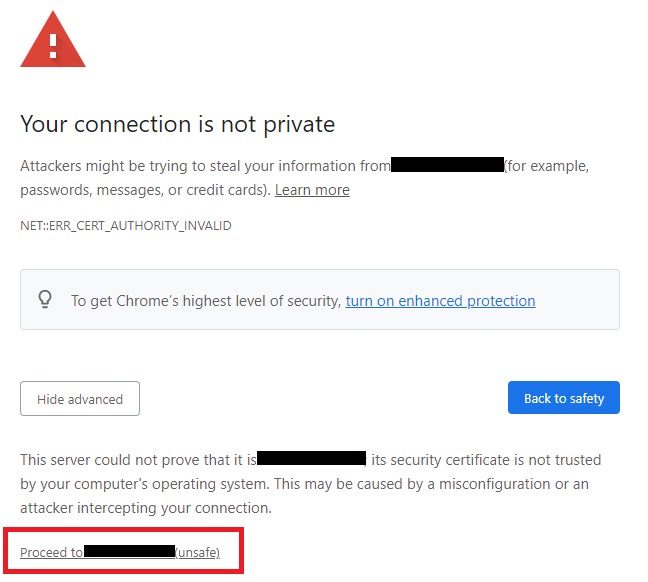 Your connection is not private
Attackers might be trying to steal your information from (for example,
passwords, messages, or credit cards). Learn more
NET::ERR_CERT_AUTHORITY_INVALID
To get Chrome's highest level of security, turn on enhanced protection
Hide advanced
Back to safety
This server could not prove that it is ; its security certificate is not trusted
by your computer's operating system. This may be caused by a misconfiguration or an
attacker intercepting your connection.
Proceed to (unsafe)